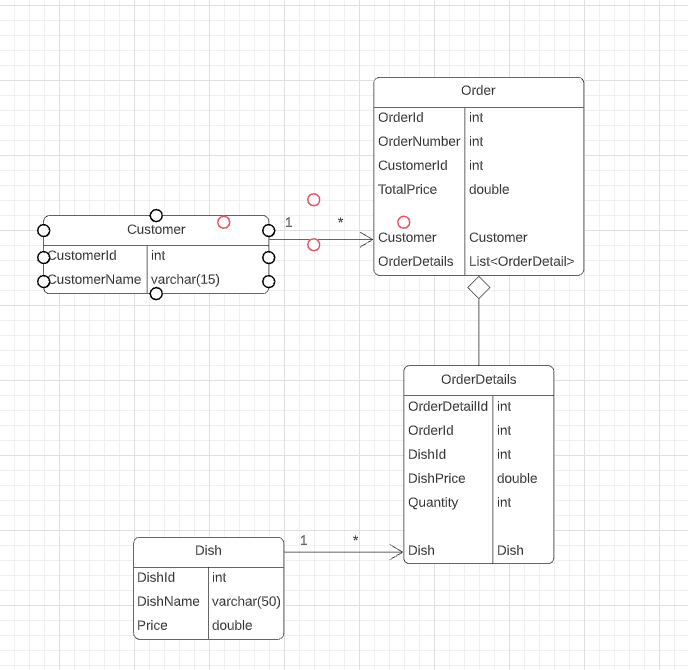 Order
OrderId int
OrderNumber int
CustomerId int
TotalPrice double
Customer Customer
OrderDetails List<OrderDetail>
1 *
Customer
CustomerId int
CustomerName varchar(15)
OrderDetails
OrderDetailId int
OrderId int
DishId int
DishPrice double
Quantity int
Dish Dish
1 *
Dish
DishId int
DishName varchar(50)
Price double